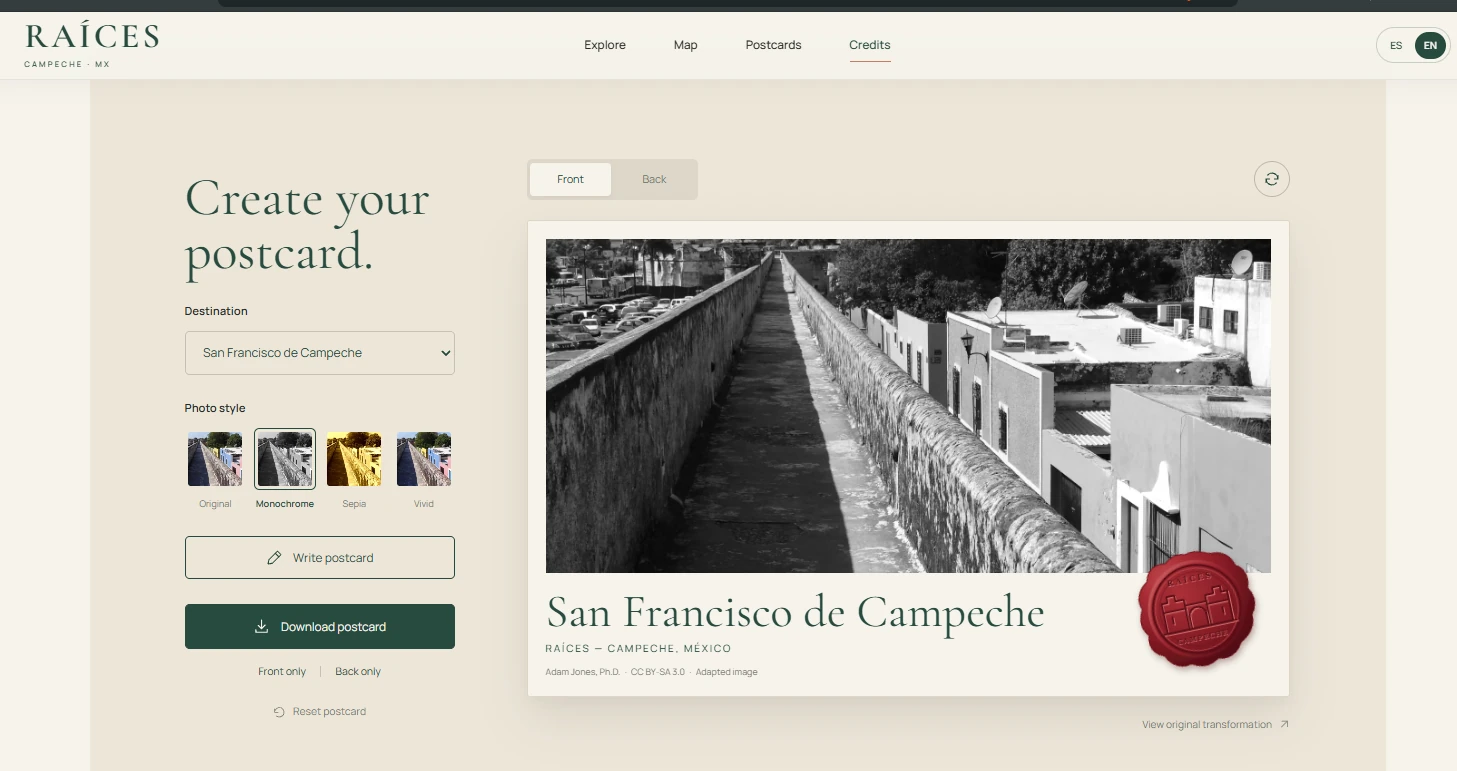 RAÍCES
CAMPECHE · MX
Explore
Map
Postcards
Credits
ES
EN
Create your
postcard.
Destination
San Francisco de Campeche
Photo style
Original
Monochrome
Sepia
Vivid
Write postcard
Download postcard
Front only
Back only
Reset postcard
Front
Back
RAÍCES
CAMPECHE
San Francisco de Campeche
RAÍCES — CAMPECHE, MÉXICO
Adam Jones, Ph.D. · CC BY-SA 3.0 · Adapted image
View original transformation